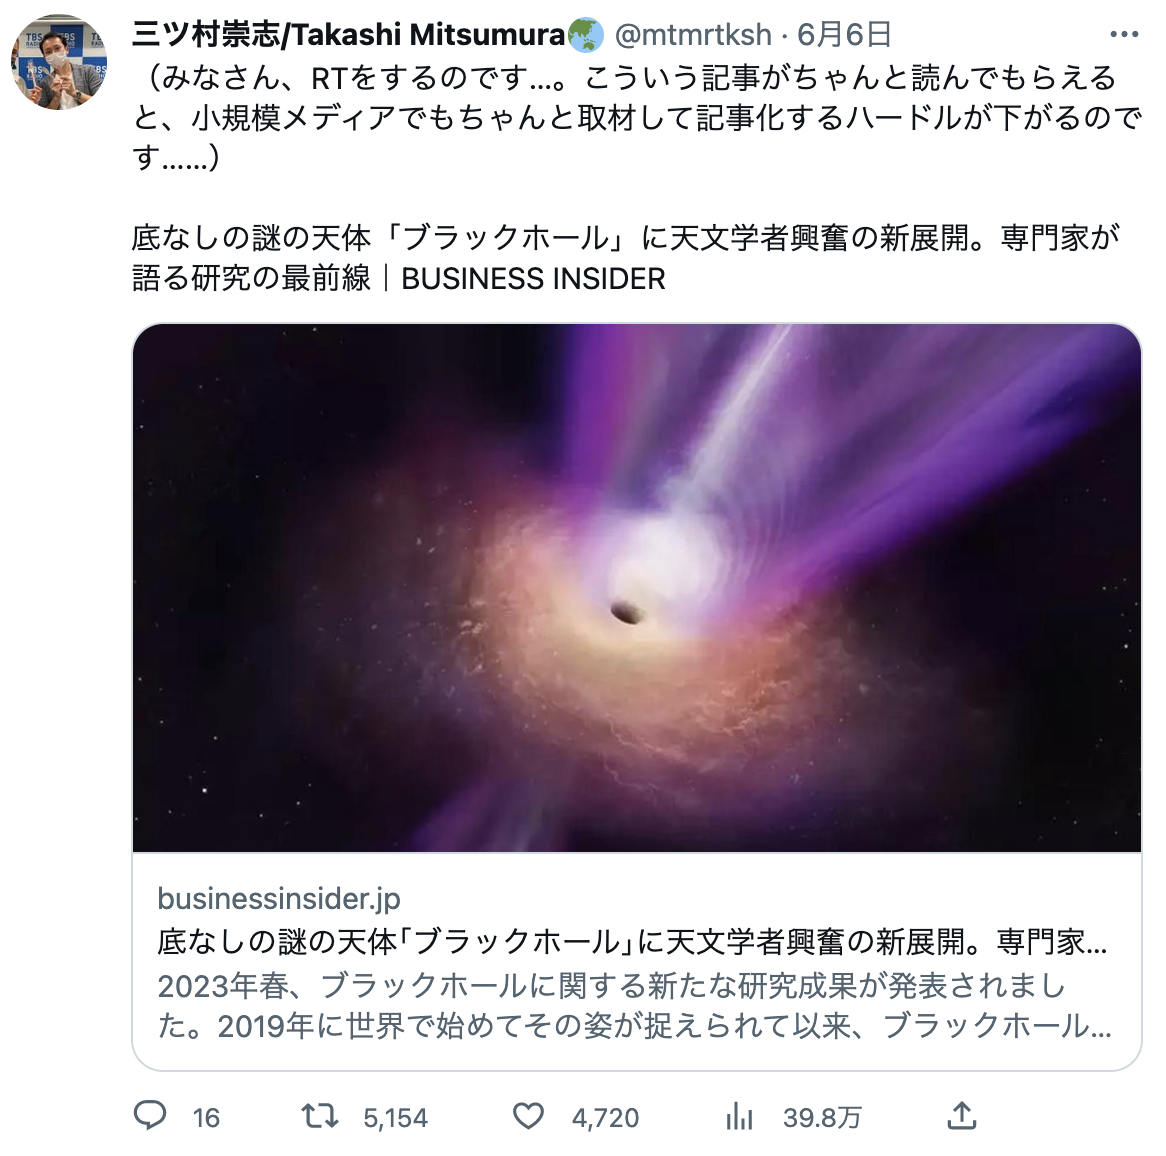 三ツ村崇志/Takashi Mitsumura @mtmrtksh · 6月6日
（みなさん、RTをするのです…。こういう記事がちゃんと読んでもらえる
と、小規模メディアでもちゃんと取材して記事化するハードルが下がるので
す……）
底なしの謎の天体「ブラックホール」に天文学者興奮の新展開。専門家が
語る研究の最前線｜BUSINESS INSIDER
businessinsider.jp
底なしの謎の天体｢ブラックホール｣に天文学者興奮の新展開。専門家...
2023年春、ブラックホールに関する新たな研究成果が発表されまし
た。2019年に世界で始めてその姿が捉えられて以来、ブラックホール...
16 5,154 4,720 39.8万